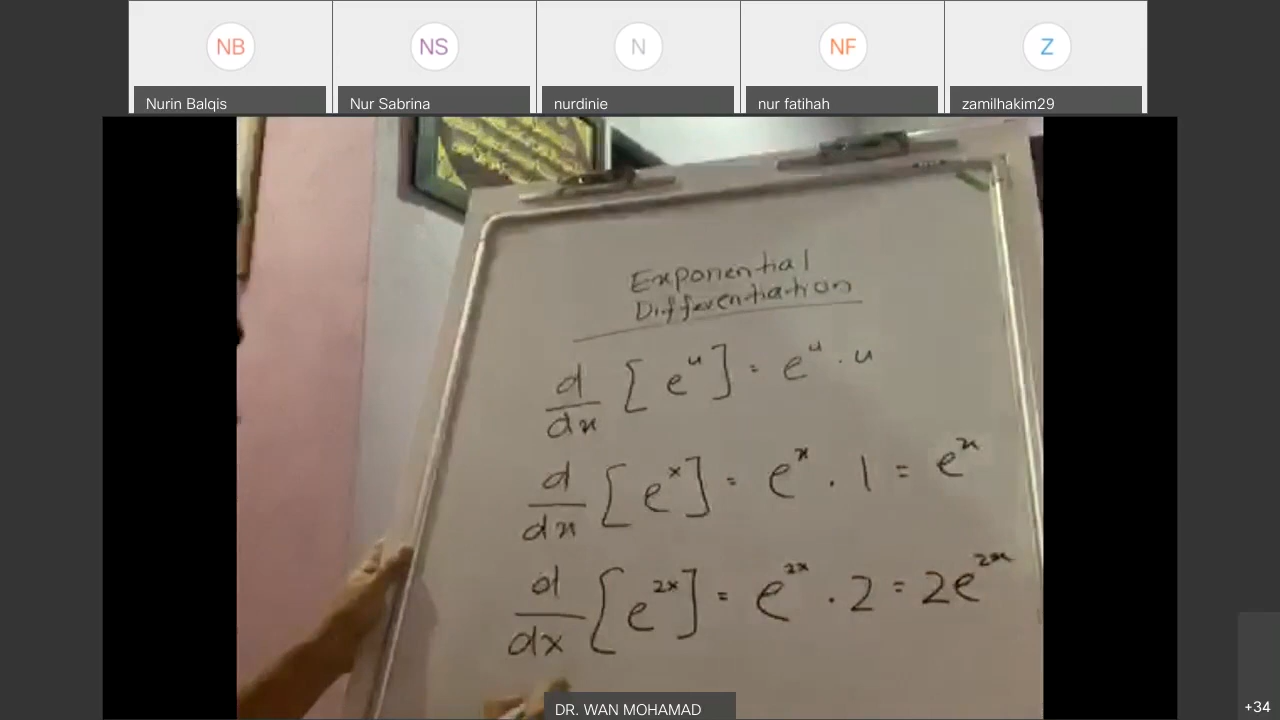 NB NS N NF Z
Nurin Balqis Nur Sabrina nurdinie nur fatihah zamilhakim29
Exponential
Differentiation
d/dx [e^u] = e^u . u
d/dx [e^x] = e^x . 1 = e^x
d/dx [e^2x] = e^2x . 2 = 2e^2x
DR. WAN MOHAMAD
+34